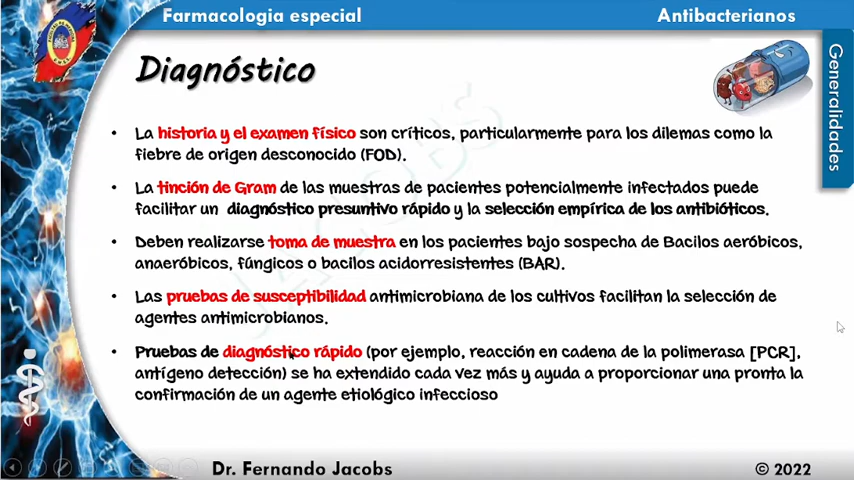 Farmacologia especial
Antibacterianos
Generalidades
Diagnóstico
• La historia y el examen físico son críticos, particularmente para los dilemas como la
fiebre de origen desconocido (FOD).
• La tinción de Gram de las muestras de pacientes potencialmente infectados puede
facilitar un diagnóstico presuntivo rápido y la selección empírica de los antibióticos.
• Deben realizarse toma de muestra en los pacientes bajo sospecha de Bacilos aeróbicos,
anaeróbicos, fúngicos o bacilos acidorresistentes (BAR).
• Las pruebas de susceptibilidad antimicrobiana de los cultivos facilitan la selección de
agentes antimicrobianos.
• Pruebas de diagnóstico rápido (por ejemplo, reacción en cadena de la polimerasa [PCR],
antígeno detección) se ha extendido cada vez más y ayuda a proporcionar una pronta la
confirmación de un agente etiológico infeccioso
Dr. Fernando Jacobs
© 2022